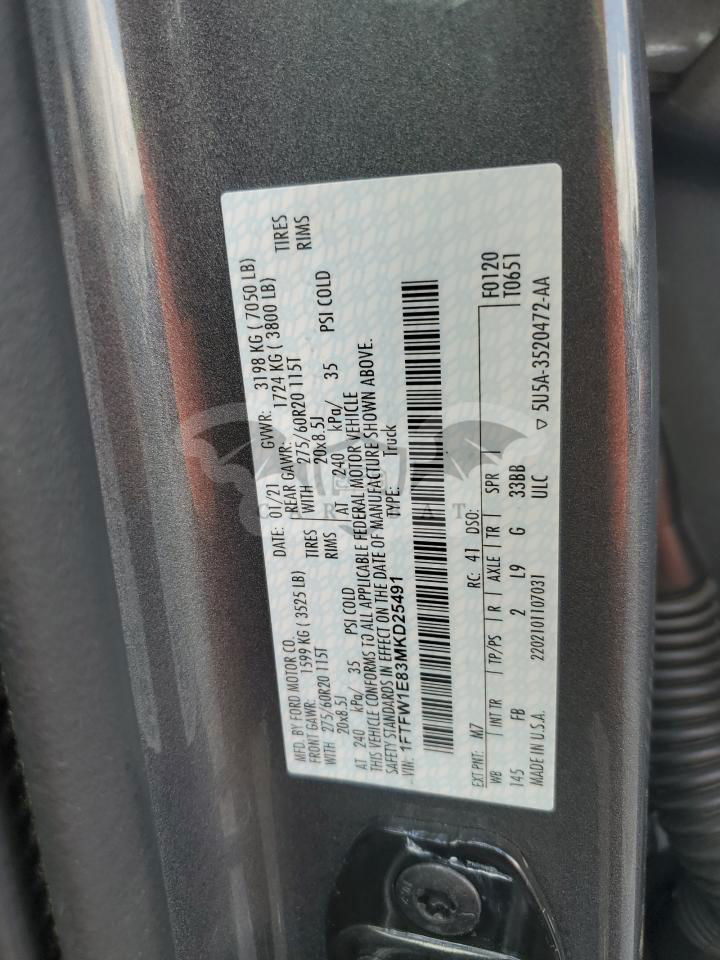 MFD. BY FORD MOTOR CO. DATE: 01/21 GVWR: 3198 KG ( 7050 LB)
FRONT GAWR: 1599 KG ( 3525 LB) REAR GAWR: 1724 KG ( 3800 LB)
WITH 275/60R20 115T TIRES WITH 275/60R20 115T TIRES
20x8.5J RIMS 20x8.5J RIMS
AT 240 kPa/ 35 PSI COLD AT 240 kPa/ 35 PSI COLD
THIS VEHICLE CONFORMS TO ALL APPLICABLE FEDERAL MOTOR VEHICLE
SAFETY STANDARDS IN EFFECT ON THE DATE OF MANUFACTURE SHOWN ABOVE.
VIN: 1FTFW1E83MKD25491 TYPE: Truck
F0120
EXT PNT: M7 RC: 41 DSO: T0651
WB INT TR TP/PS R AXLE TR SPR
145 FB 2 L9 G 33BB
MADE IN U.S.A. 2202101107031 ULC 5U5A-3520472-AA